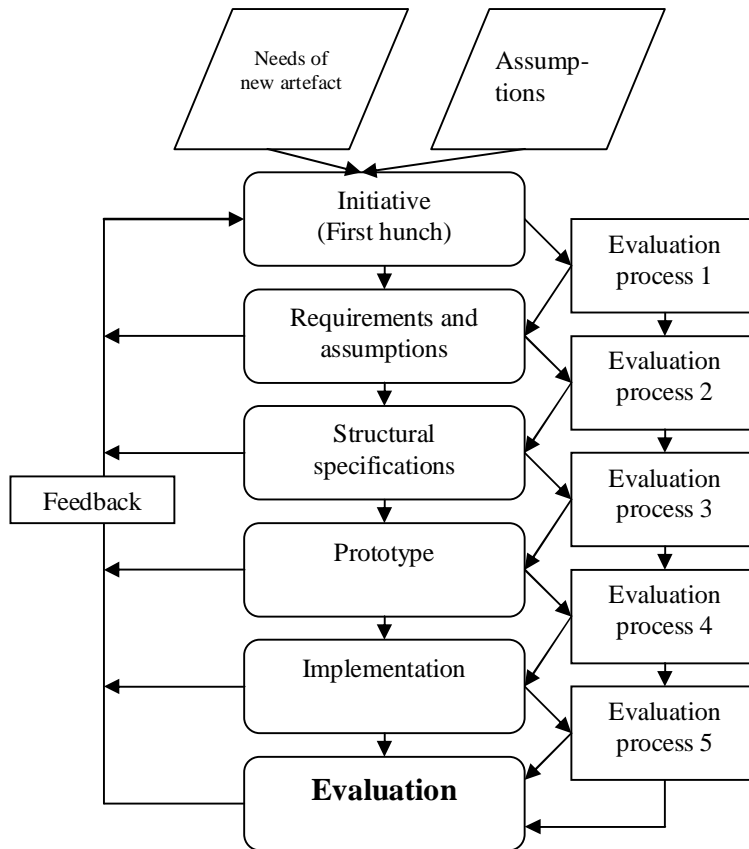 Needs of
new artefact
Assump-
tions
Initiative
(First hunch)
Evaluation
process 1
Requirements and
assumptions
Evaluation
process 2
Structural
specifications
Evaluation
process 3
Feedback
Prototype
Evaluation
process 4
Implementation
Evaluation
process 5
Evaluation